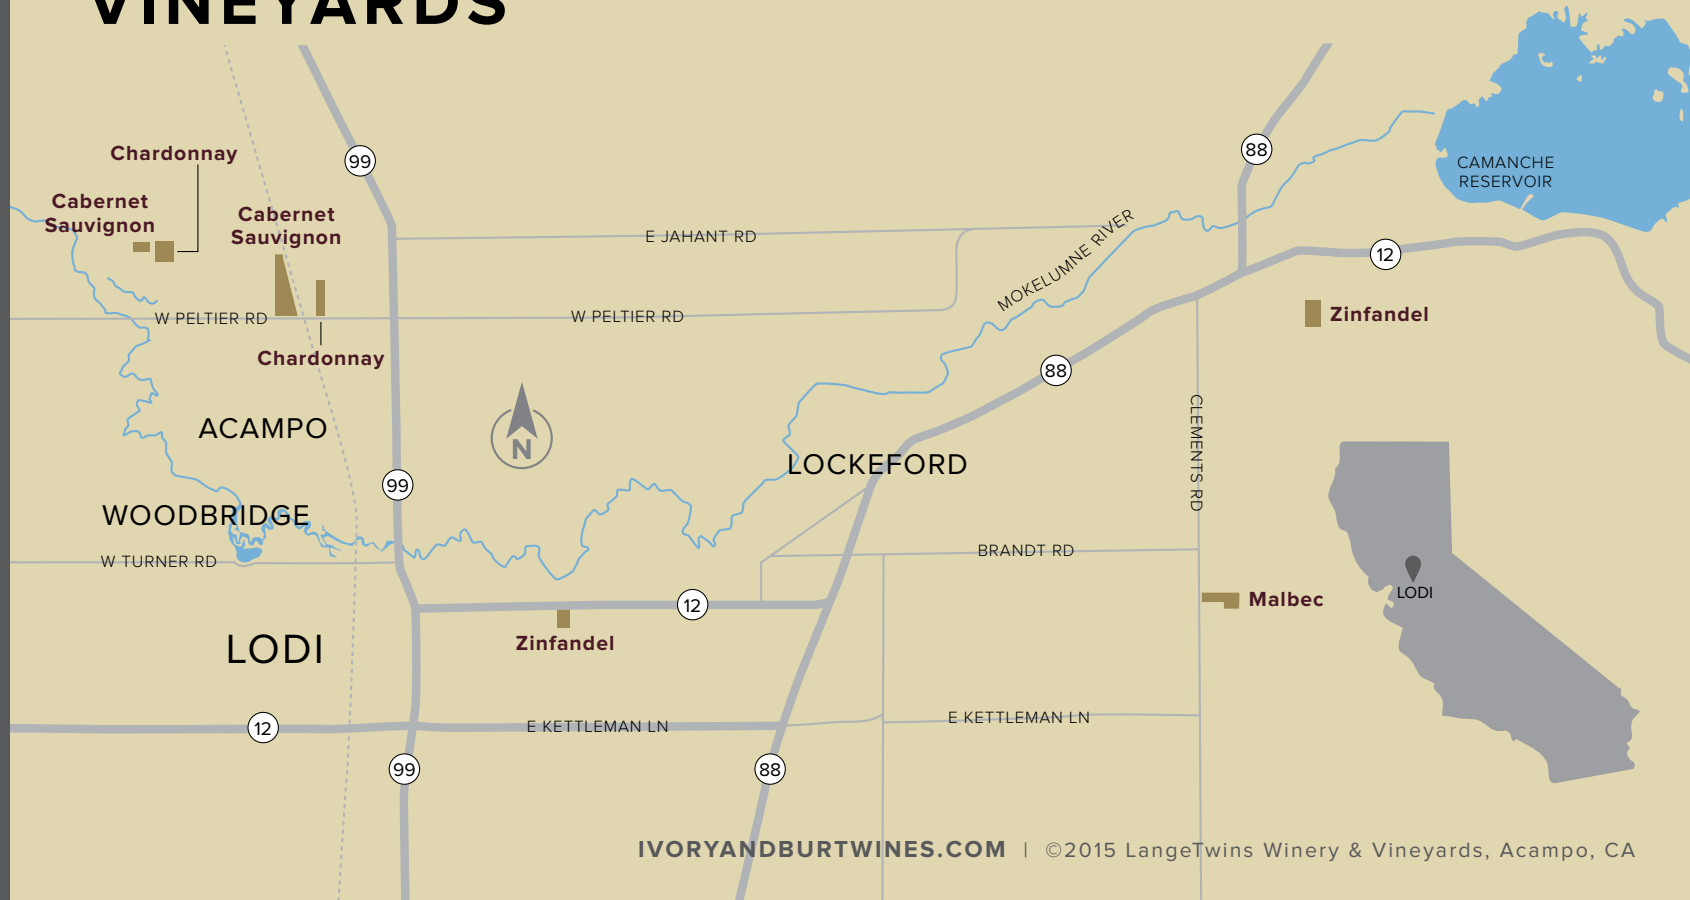 VINEYARDS
Chardonnay
Cabernet
Sauvignon
Cabernet
Sauvignon
99
88
CAMANCHE
RESERVOIR
E JAHANT RD
MOKELUMNE RIVER
12
W PELTIER RD
W PELTIER RD
Zinfandel
Chardonnay
88
ACAMPO
N
LOCKEFORD
CLEMENTS RD
99
WOODBRIDGE
W TURNER RD
BRANDT RD
LODI
Malbec
12
Zinfandel
LODI
12
E KETTLEMAN LN
E KETTLEMAN LN
99
88
IVORYANDBURTWINES.COM | ©2015 LangeTwins Winery & Vineyards, Acampo, CA